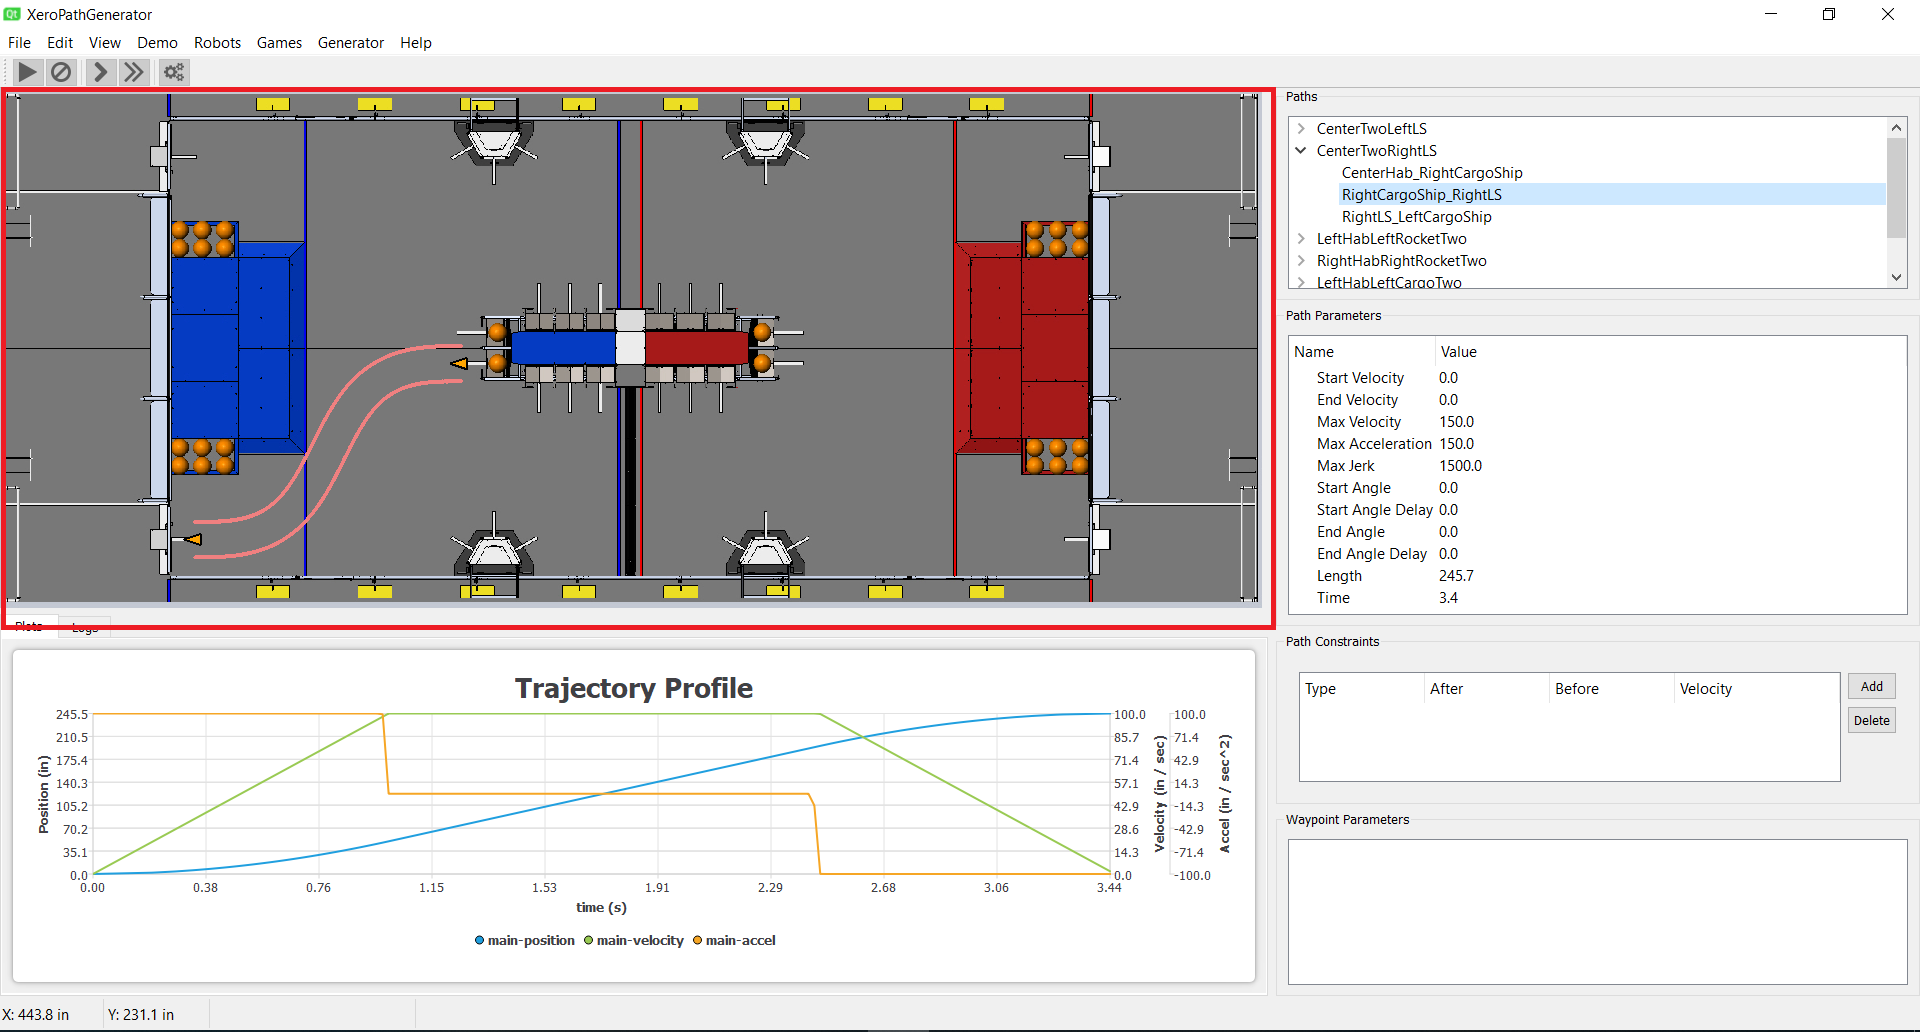 XeroPathGenerator
File Edit View Demo Robots Games Generator Help
Paths
CenterTwoLeftLS
CenterTwoRightLS
CenterHab_RightCargoShip
RightCargoShip_RightLS
RightLS_LeftCargoShip
LeftHabLeftRocketTwo
RightHabRightRocketTwo
LeftHabLeftCargoTwo
Path Parameters
Name Value
Start Velocity 0.0
End Velocity 0.0
Max Velocity 150.0
Max Acceleration 150.0
Max Jerk 1500.0
Start Angle 0.0
Start Angle Delay 0.0
End Angle 0.0
End Angle Delay 0.0
Length 245.7
Time 3.4
Plots Logs
Path Constraints
Type After Before Velocity
Add
Delete
Waypoint Parameters
Trajectory Profile
Position (in)
245.5
210.5
175.4
140.3
105.2
70.2
35.1
0.0
0.00 0.38 0.76 1.15 1.53 1.91 2.29 2.68 3.06 3.44
time (s)
100.0
85.7
71.4
57.1
42.9
28.6
14.3
0.0
Velocity (in / sec)
100.0
71.4
42.9
14.3
-14.3
-42.9
-71.4
-100.0
Accel (in / sec^2)
main-position main-velocity main-accel
X: 443.8 in Y: 231.1 in